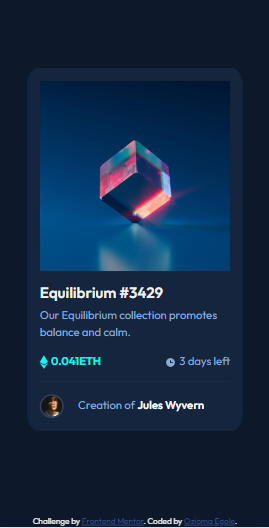 Equilibrium #3429
Our Equilibrium collection promotes
balance and calm.
0.041ETH
3 days left
Creation of Jules Wyvern
Challenge by Frontend Mentor. Coded by Ozioma Egole.